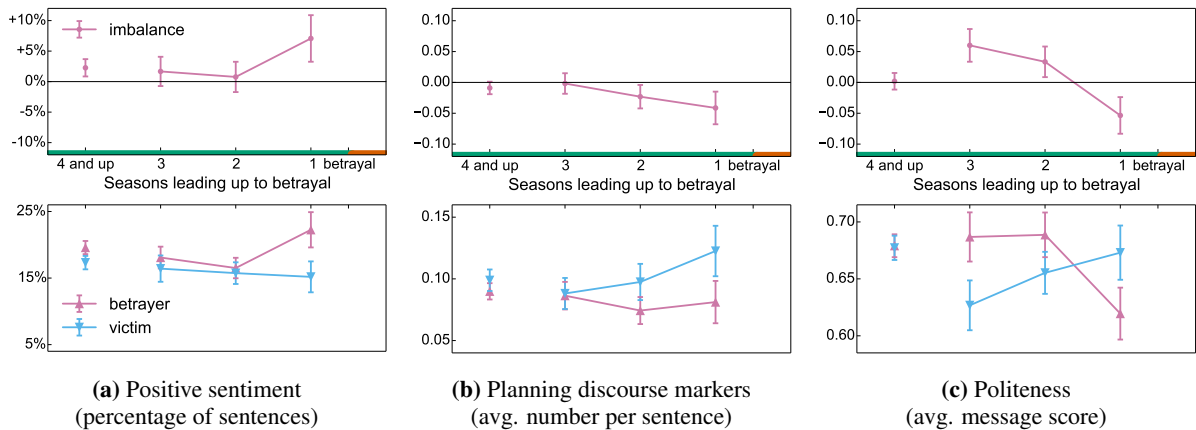 +10%
+5%
0%
−5%
−10%
imbalance
4 and up
3
2
1
betrayal
Seasons leading up to betrayal
25%
15%
5%
betrayer
victim
(a) Positive sentiment
(percentage of sentences)
0.10
0.05
0.00
−0.05
−0.10
4 and up
3
2
1
betrayal
Seasons leading up to betrayal
0.15
0.10
0.05
(b) Planning discourse markers
(avg. number per sentence)
0.10
0.05
0.00
−0.05
−0.10
4 and up
3
2
1
betrayal
Seasons leading up to betrayal
0.70
0.65
0.60
(c) Politeness
(avg. message score)